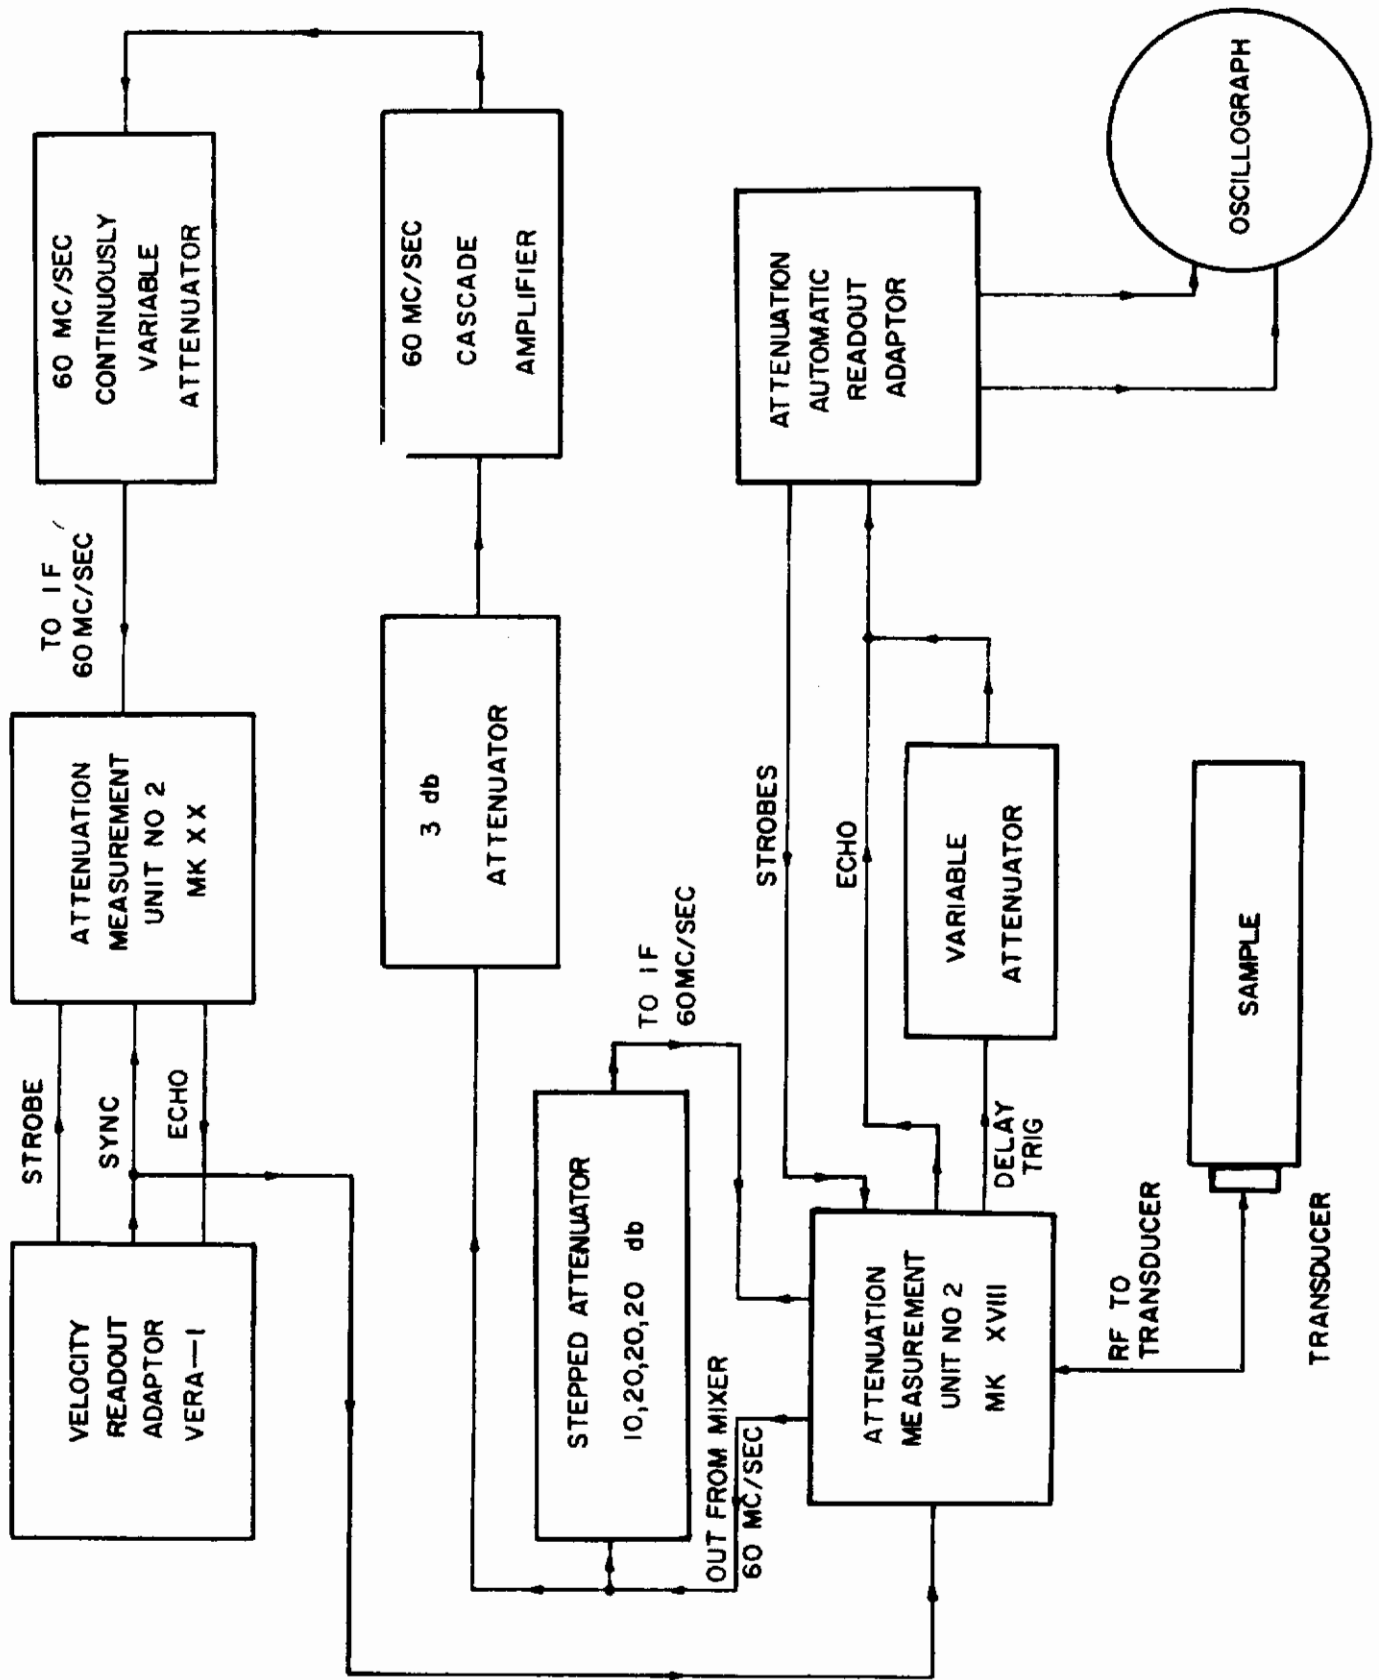 VELOCITY
READOUT
ADAPTOR
VERA—I
STROBE
SYNC
ECHO
ATTENUATION
MEASUREMENT
UNIT NO 2
MK XX
TO IF
60 MC/SEC
60 MC/SEC
CONTINUOUSLY
VARIABLE
ATTENUATOR
3 db
ATTENUATOR
60 MC/SEC
CASCADE
AMPLIFIER
STEPPED ATTENUATOR
10,20,20,20 db
TO IF
60MC/SEC
OUT FROM MIXER
60 MC/SEC
ATTENUATION
MEASUREMENT
UNIT NO 2
MK XVIII
STROBES
ECHO
DELAY
TRIG
VARIABLE
ATTENUATOR
ATTENUATION
AUTOMATIC
READOUT
ADAPTOR
OSCILLOGRAPH
RF TO
TRANSDUCER
SAMPLE
TRANSDUCER